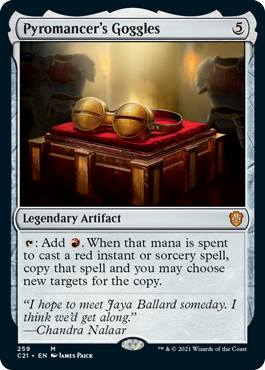 Pyromancer's Goggles 5
Legendary Artifact
: Add . When that mana is spent
to cast a red instant or sorcery spell,
copy that spell and you may choose
new targets for the copy.
“I hope to meet Jaya Ballard someday. I
think we'd get along.”
—Chandra Nalaar
259 M
C21 • EN JAMES PAICK
™ & © 2021 Wizards of the Coast